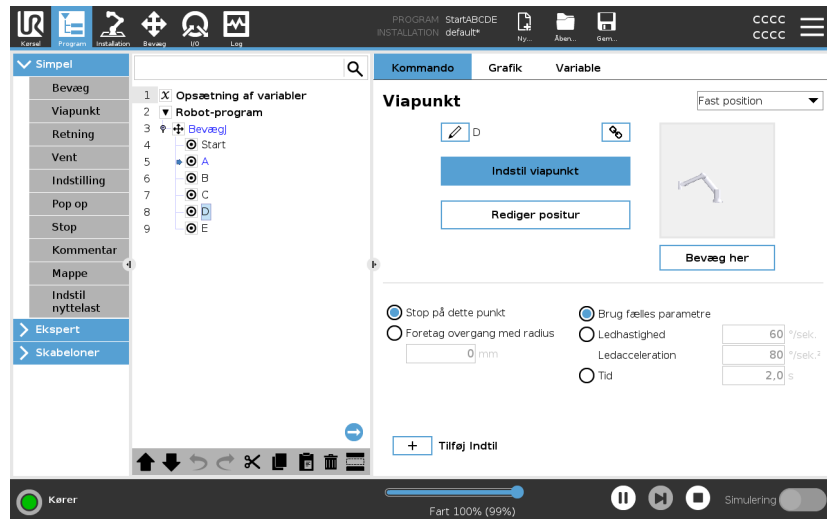 UR
Kørsel
Program
Installation
Bevæg
I/O
Log
PROGRAM StartABCDE
INSTALLATION default*
Ny...
Åben...
Gem...
CCCC
CCCC
Simpel
Bevæg
Viapunkt
Retning
Vent
Indstilling
Pop op
Stop
Kommentar
Mappe
Indstil
nyttelast
Ekspert
Skabeloner
1 X Opsætning af variabler
2 Robot-program
3 BevægJ
4 Start
5 A
6 B
7 C
8 D
9 E
Kommando Grafik Variable
Viapunkt
Fast position
D
Indstil viapunkt
Rediger positur
Bevæg her
Stop på dette punkt
Foretag overgang med radius
0 mm
Brug fælles parametre
Ledhastighed 60 °/sek.
Ledacceleration 80 °/sek.²
Tid 2,0 s
+ Tilføj Indtil
Kører
Fart 100% (99%)
Simulering